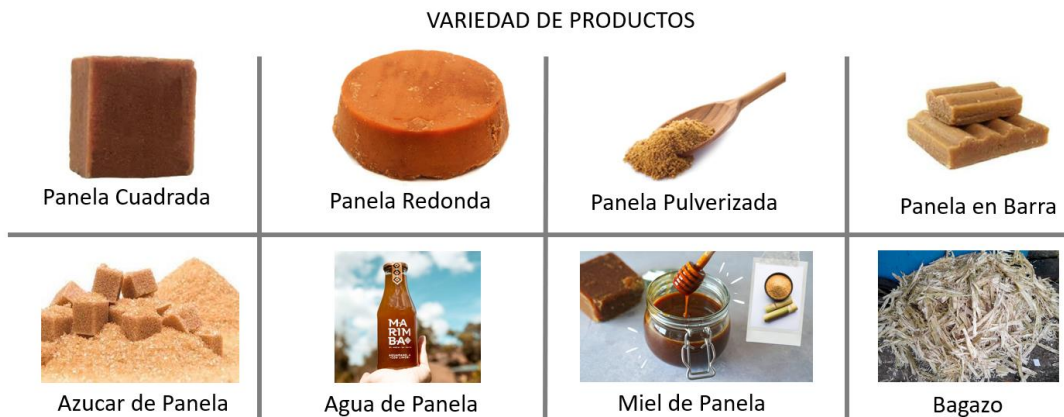 VARIEDAD DE PRODUCTOS
Panela Cuadrada
Panela Redonda
Panela Pulverizada
Panela en Barra
MA
RIM
BA
Azucar de Panela
Agua de Panela
Miel de Panela
Bagazo